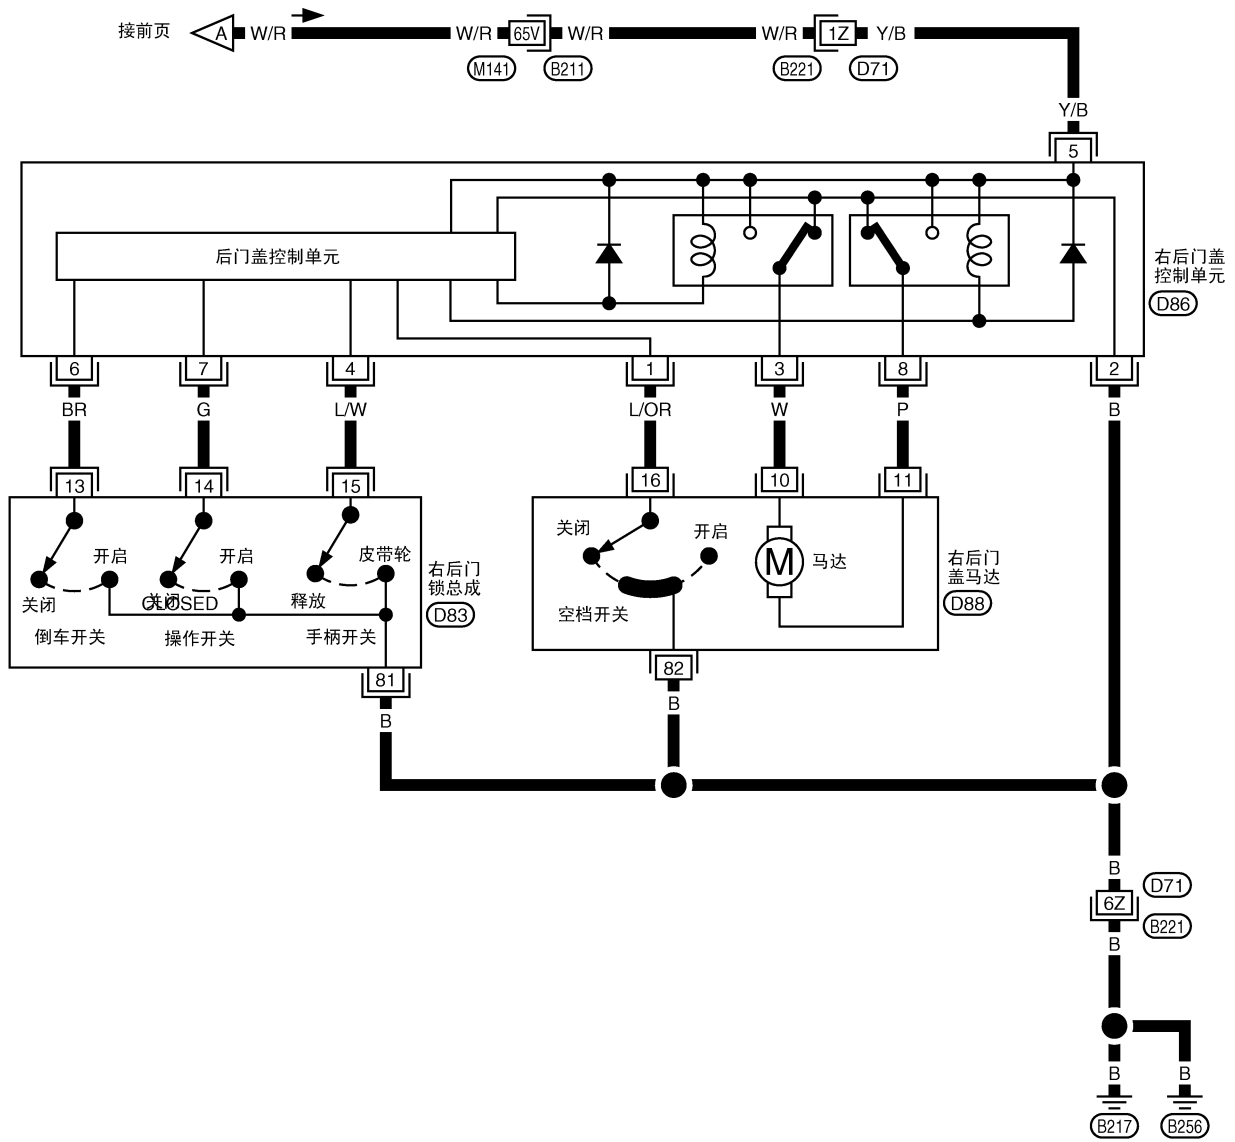 接前页
A
W/R
W/R
65V
W/R
W/R
1Z
Y/B
M141
B211
B221
D71
Y/B
5
后门盖控制单元
右后门盖
控制单元
D86
6
7
4
1
3
8
2
BR
G
L/W
L/OR
W
P
B
13
14
15
16
10
11
关闭
开启
关闭
CLOSED
开启
释放
皮带轮
倒车开关
操作开关
手柄开关
右后门
锁总成
D83
关闭
开启
空档开关
M
马达
右后门
盖马达
D88
81
82
B
B
B
D71
6Z
B221
B
B
B
B217
B256